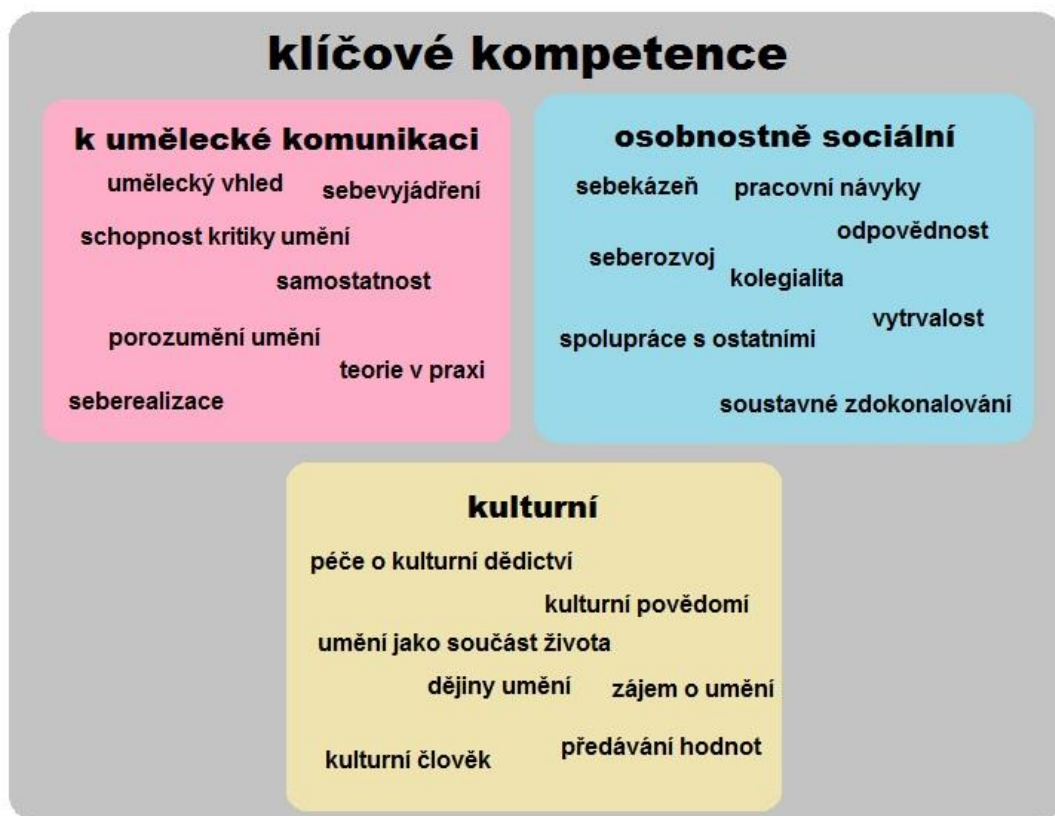 klíčové kompetence
k umělecké komunikaci
umělecký vhled
sebevyjádření
schopnost kritiky umění
samostatnost
porozumění umění
teorie v praxi
seberealizace
osobnostně sociální
sebekázeň
pracovní návyky
odpovědnost
seberozvoj
kolegialita
vytrvalost
spolupráce s ostatními
soustavné zdokonalování
kulturní
péče o kulturní dědictví
kulturní povědomí
umění jako součást života
dějiny umění
zájem o umění
předávání hodnot
kulturní člověk